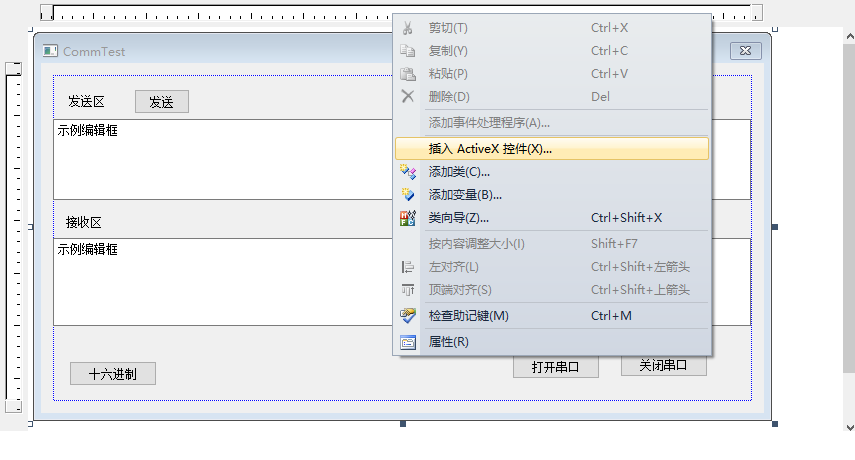 CommTest
发送区
发送
示例编辑框
接收区
示例编辑框
十六进制
打开串口
关闭串口
剪切(T) Ctrl+X
复制(Y) Ctrl+C
粘贴(P) Ctrl+V
删除(D) Del
添加事件处理程序(A)...
插入 ActiveX 控件(X)...
添加类(C)...
添加变量(B)...
类向导(Z)... Ctrl+Shift+X
按内容调整大小(I) Shift+F7
左对齐(L) Ctrl+Shift+左箭头
顶端对齐(S) Ctrl+Shift+上箭头
检查助记键(M) Ctrl+M
属性(R)